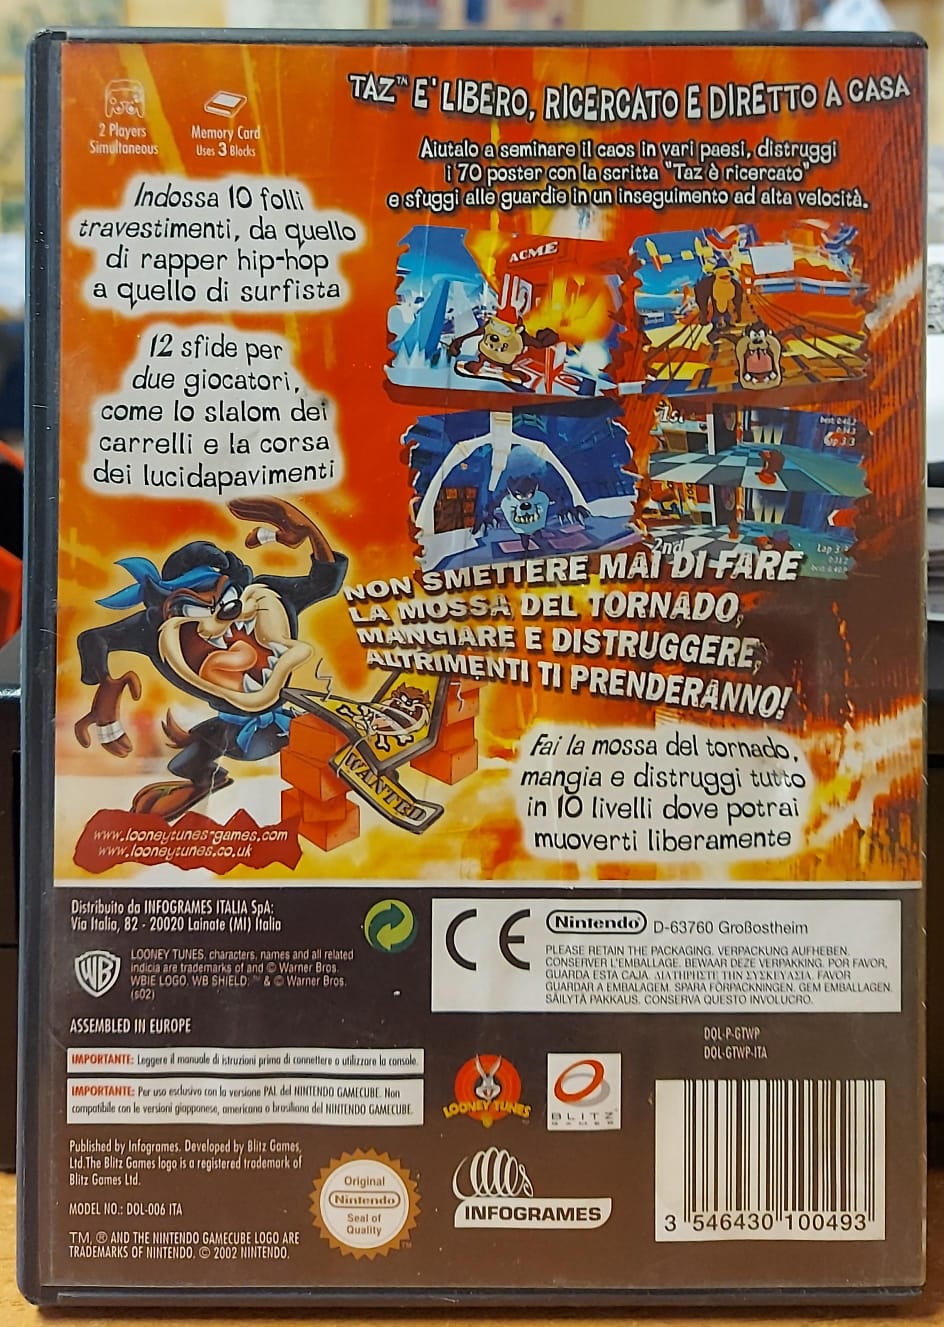 2 Players
Simultaneous
Memory Card
Uses 3 Blocks
TAZ™ E' LIBERO, RICERCATO E DIRETTO A CASA
Aiutalo a seminare il caos in vari paesi, distruggi
i 70 poster con la scritta "Taz è ricercato"
e sfuggi alle guardie in un inseguimento ad alta velocità.
Indossa 10 folli
travestimenti, da quello
di rapper hip-hop
a quello di surfista
12 sfide per
due giocatori,
come lo slalom dei
carrelli e la corsa
dei lucidapavimenti
ACME
1st
Lap 3/3
2nd
Lap 3
NON SMETTERE MAI DI FARE
LA MOSSA DEL TORNADO,
MANGIARE E DISTRUGGERE,
ALTRIMENTI TI PRENDERANNO!
WANTED
Fai la mossa del tornado,
mangia e distruggi tutto
in 10 livelli dove potrai
muoverti liberamente
www.looneytunes-games.com
www.looneytunes.co.uk
Distribuito da INFOGRAMES ITALIA SpA:
Via Italia, 82 - 20020 Lainate (MI) Italia
WB
LOONEY TUNES, characters, names and all related
indicia are trademarks of and © Warner Bros.
WBIE LOGO, WB SHIELD: ™ & © Warner Bros.
(s02)
ASSEMBLED IN EUROPE
CE
Nintendo® D-63760 Großostheim
PLEASE RETAIN THE PACKAGING. VERPACKUNG AUFHEBEN.
CONSERVER L'EMBALLAGE. BEWAAR DEZE VERPAKKING. POR FAVOR,
GUARDA ESTA CAJA. ΔΙΑΤΗΡΗΣΤΕ ΤΗΝ ΣΥΣΚΕΥΑΣΙΑ. FAVOR
GUARDAR A EMBALAGEM. SPARA FÖRPACKNINGEN. GEM EMBALLAGEN.
SÄILYTÄ PAKKAUS. CONSERVA QUESTO INVOLUCRO.
DOL-P-GTWP
DOL-GTWP-ITA
IMPORTANTE: Leggere il manuale di istruzioni prima di connettere o utilizzare la console.
IMPORTANTE: Per uso esclusivo con la versione PAL del NINTENDO GAMECUBE. Non
compatibile con le versioni giapponese, americana o brasiliana del NINTENDO GAMECUBE.
LOONEY TUNES
BLITZ
GAMES
Published by Infogrames. Developed by Blitz Games,
Ltd.The Blitz Games logo is a registered trademark of
Blitz Games Ltd.
MODEL NO.: DOL-006 ITA
TM, ® AND THE NINTENDO GAMECUBE LOGO ARE
TRADEMARKS OF NINTENDO. © 2002 NINTENDO.
Original
Nintendo®
Seal of
Quality
TM
INFOGRAMES
3 546430 100493